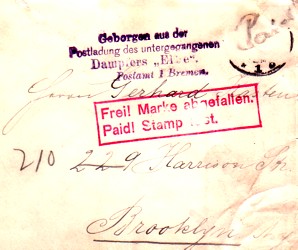 Paid
Geborgen aus der
Postladung des untergegangenen
Dampfers „Elbe“.
Postamt 1 Bremen.
Herrn Gerhard
Frei! Marke abgefallen.
Paid! Stamp lost.
210 229 Harrison St.
Brooklyn